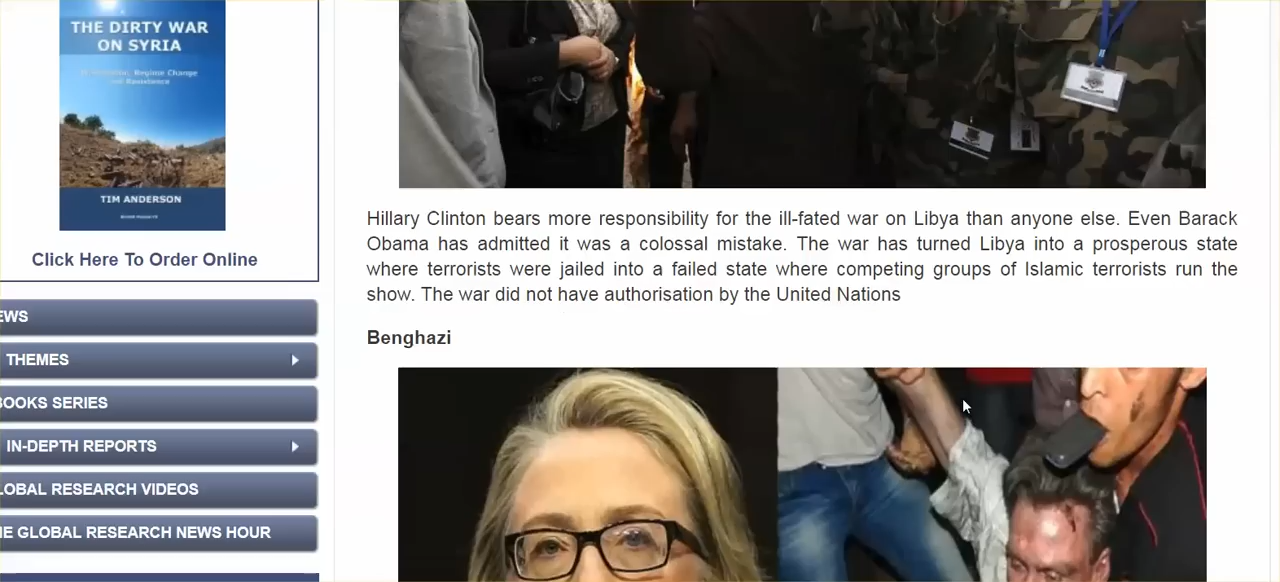 THE DIRTY WAR
ON SYRIA
Regime Change
and Resistance
TIM ANDERSON
Click Here To Order Online
EWS
THEMES
BOOKS SERIES
IN-DEPTH REPORTS
LOBAL RESEARCH VIDEOS
HE GLOBAL RESEARCH NEWS HOUR
Hillary Clinton bears more responsibility for the ill-fated war on Libya than anyone else. Even Barack
Obama has admitted it was a colossal mistake. The war has turned Libya into a prosperous state
where terrorists were jailed into a failed state where competing groups of Islamic terrorists run the
show. The war did not have authorisation by the United Nations
Benghazi